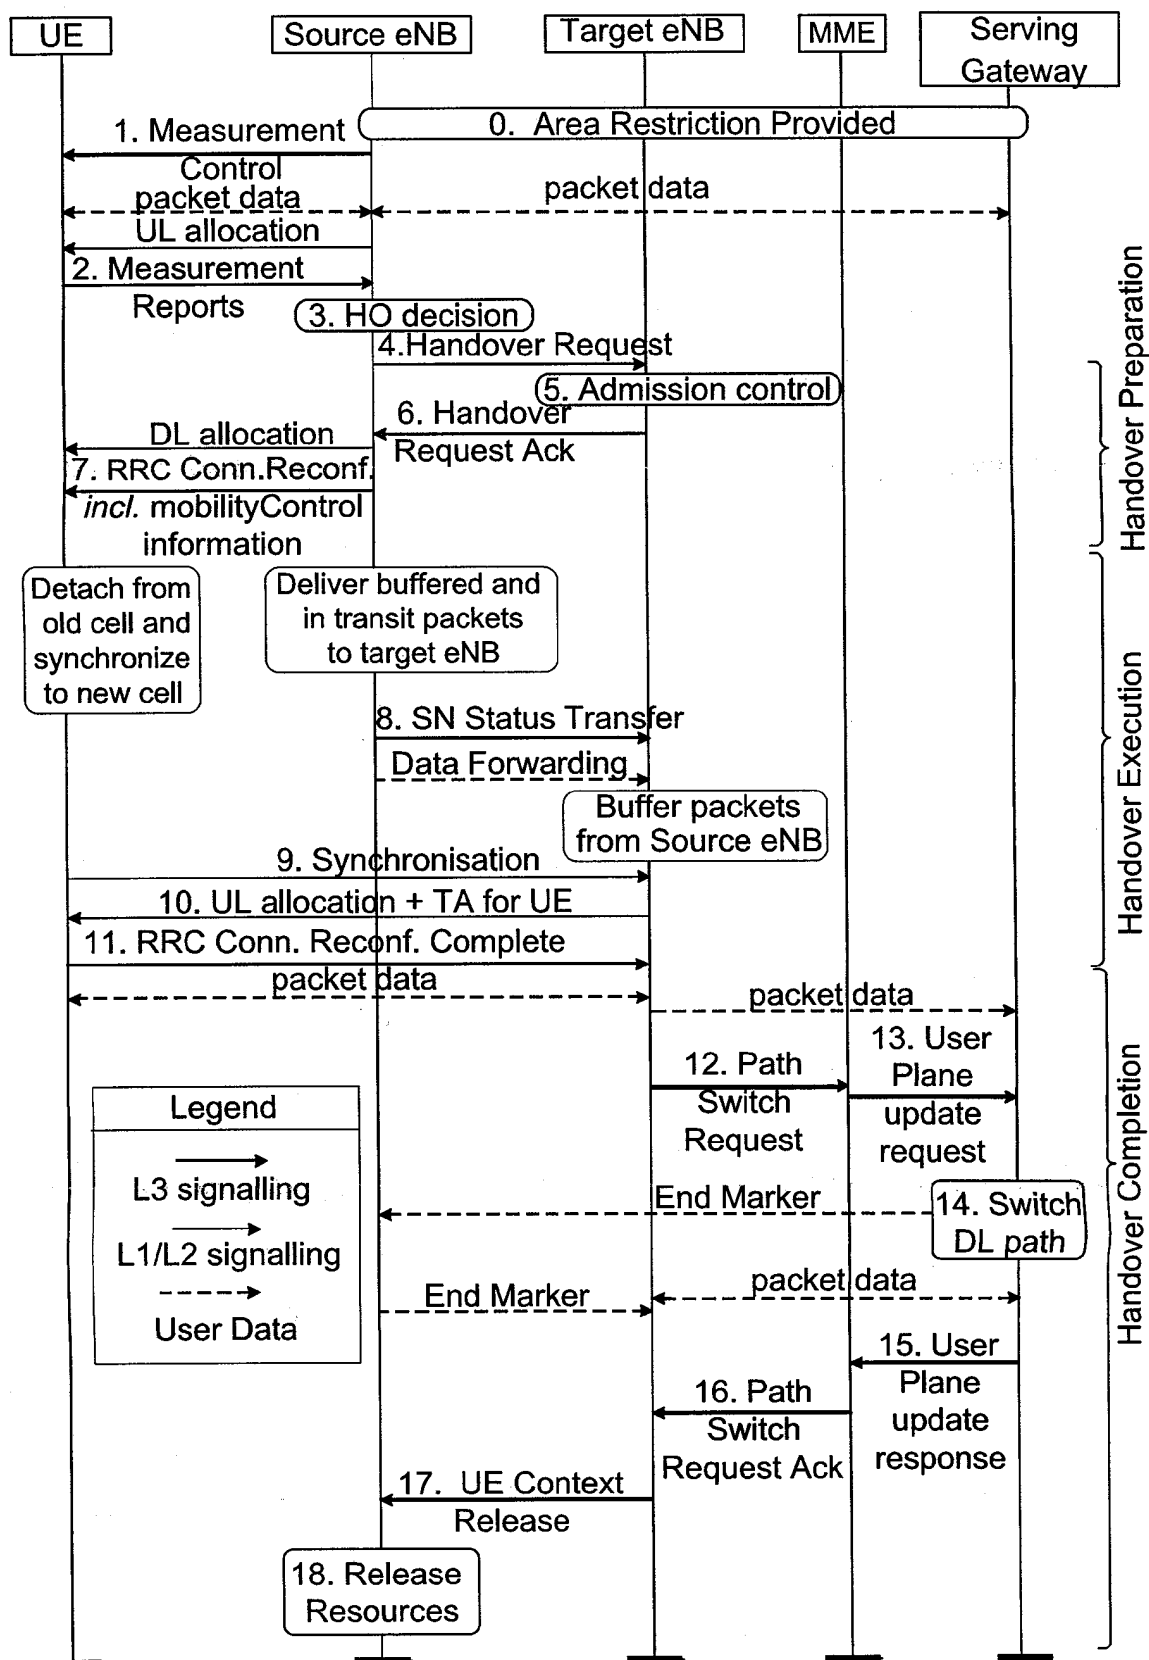 UE
Source eNB
Target eNB
MME
Serving
Gateway
0. Area Restriction Provided
1. Measurement
Control
packet data
packet data
UL allocation
2. Measurement
Reports
3. HO decision
4.Handover Request
5. Admission control
6. Handover
Request Ack
DL allocation
7. RRC Conn.Reconf.
incl. mobilityControl
information
Handover Preparation
Detach from
old cell and
synchronize
to new cell
Deliver buffered and
in transit packets
to target eNB
8. SN Status Transfer
Data Forwarding
Buffer packets
from Source eNB
9. Synchronisation
10. UL allocation + TA for UE
11. RRC Conn. Reconf. Complete
Handover Execution
packet data
packet data
12. Path
Switch
Request
13. User
Plane
update
request
Legend
L3 signalling
L1/L2 signalling
User Data
End Marker
14. Switch
DL path
packet data
End Marker
15. User
Plane
update
response
16. Path
Switch
Request Ack
17. UE Context
Release
18. Release
Resources
Handover Completion